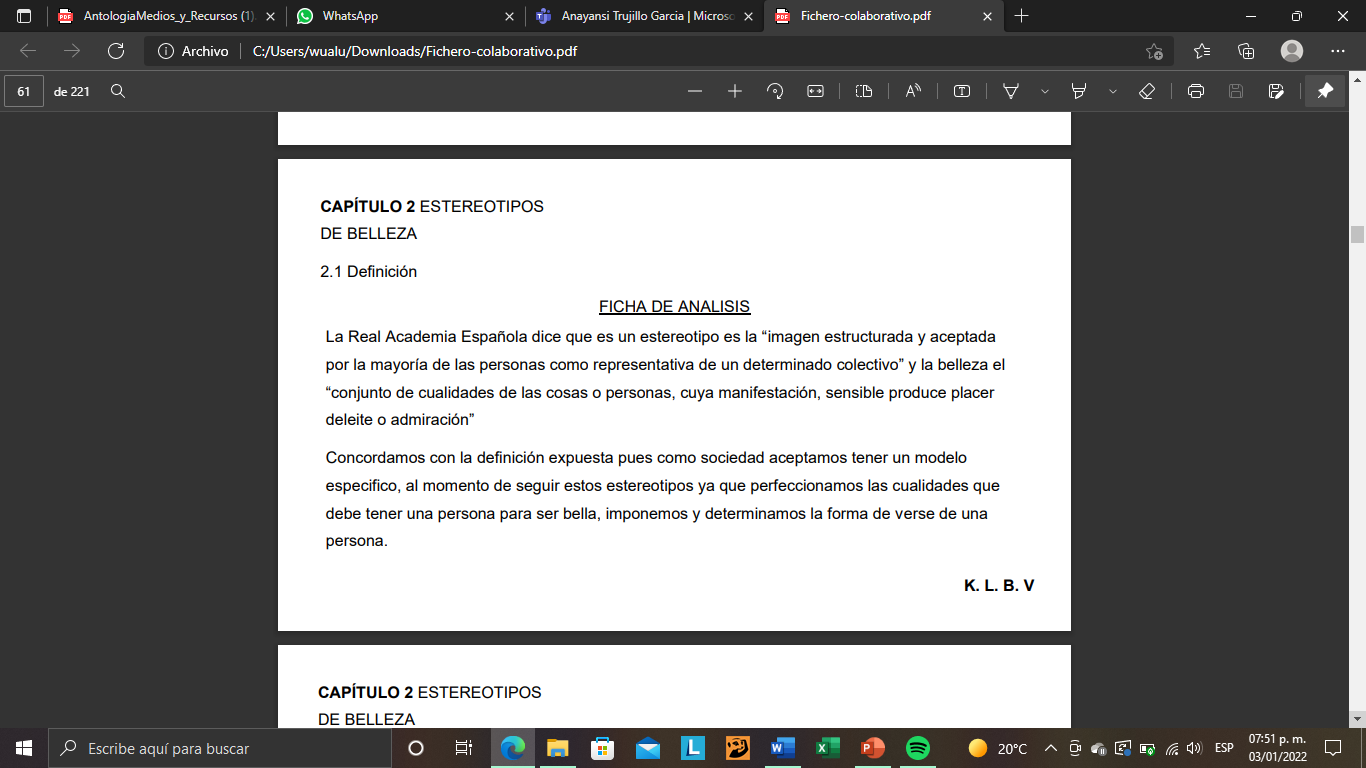 AntologiaMedios_y_Recursos (1)
WhatsApp
Anayansi Trujillo Garcia | Microso
Fichero-colaborativo.pdf
Archivo
C:/Users/wualu/Downloads/Fichero-colaborativo.pdf
61
de 221
CAPÍTULO 2 ESTEREOTIPOS
DE BELLEZA
2.1 Definición
FICHA DE ANALISIS
La Real Academia Española dice que es un estereotipo es la “imagen estructurada y aceptada
por la mayoría de las personas como representativa de un determinado colectivo” y la belleza el
“conjunto de cualidades de las cosas o personas, cuya manifestación, sensible produce placer
deleite o admiración”
Concordamos con la definición expuesta pues como sociedad aceptamos tener un modelo
especifico, al momento de seguir estos estereotipos ya que perfeccionamos las cualidades que
debe tener una persona para ser bella, imponemos y determinamos la forma de verse de una
persona.
K. L. B. V
CAPÍTULO 2 ESTEREOTIPOS
DE BELLEZA
Escribe aquí para buscar
20°C
ESP
07:51 p. m.
03/01/2022